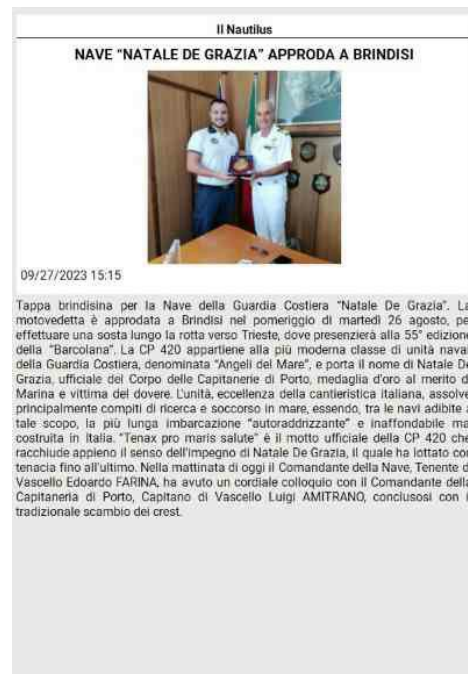 Il Nautilus
NAVE “NATALE DE GRAZIA” APPRODA A BRINDISI
09/27/2023 15:15
Tappa brindisina per la Nave della Guardia Costiera “Natale De Grazia”. La
motovedetta è approdata a Brindisi nel pomeriggio di martedì 26 agosto, pe
effettuare una sosta lungo la rotta verso Trieste, dove presenzierà alla 55° edizione
della “Barcolana”. La CP 420 appartiene alla più moderna classe di unità naval
della Guardia Costiera, denominata “Angeli del Mare”, e porta il nome di Natale De
Grazia, ufficiale del Corpo delle Capitanerie di Porto, medaglia d’oro al merito d
Marina e vittima del dovere. L’unità, eccellenza della cantieristica italiana, assolve
principalmente compiti di ricerca e soccorso in mare, essendo, tra le navi adibite a
tale scopo, la più lunga imbarcazione “autoraddrizzante” e inaffondabile ma
costruita in Italia. “Tenax pro maris salute” è il motto ufficiale della CP 420 che
racchiude appieno il senso dell’impegno di Natale De Grazia, il quale ha lottato con
tenacia fino all’ultimo. Nella mattinata di oggi il Comandante della Nave, Tenente d
Vascello Edoardo FARINA, ha avuto un cordiale colloquio con il Comandante della
Capitaneria di Porto, Capitano di Vascello Luigi AMITRANO, conclusosi con i
tradizionale scambio dei crest.